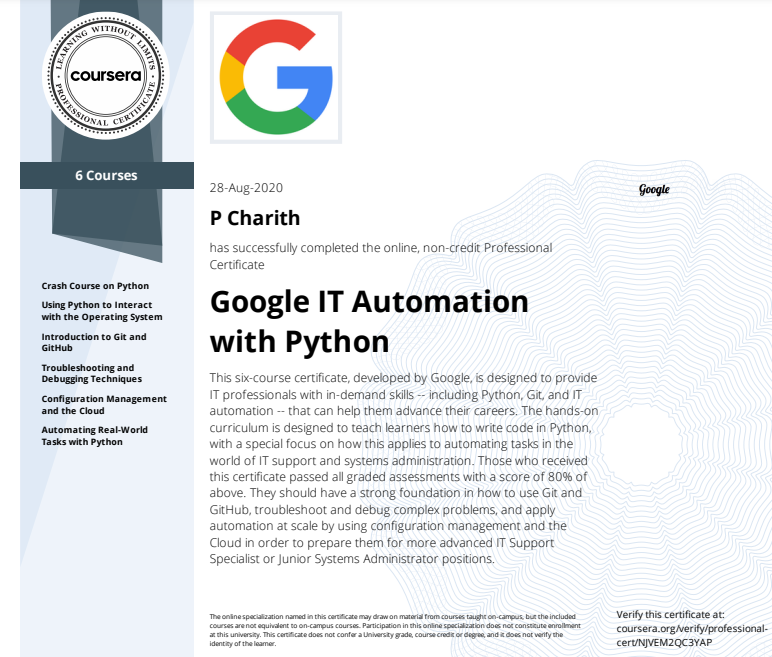 LEARNING WITHOUT LIMITS
coursera
PROFESSIONAL CERTIFICATE
6 Courses
Crash Course on Python
Using Python to Interact
with the Operating System
Introduction to Git and
GitHub
Troubleshooting and
Debugging Techniques
Configuration Management
and the Cloud
Automating Real-World
Tasks with Python
G
28-Aug-2020
Google
P Charith
has successfully completed the online, non-credit Professional
Certificate
Google IT Automation
with Python
This six-course certificate, developed by Google, is designed to provide
IT professionals with in-demand skills -- including Python, Git, and IT
automation -- that can help them advance their careers. The hands-on
curriculum is designed to teach learners how to write code in Python,
with a special focus on how this applies to automating tasks in the
world of IT support and systems administration. Those who received
this certificate passed all graded assessments with a score of 80% of
above. They should have a strong foundation in how to use Git and
GitHub, troubleshoot and debug complex problems, and apply
automation at scale by using configuration management and the
Cloud in order to prepare them for more advanced IT Support
Specialist or Junior Systems Administrator positions.
The online specialization named in this certificate may draw on material from courses taught on-campus, but the included
courses are not equivalent to on-campus courses. Participation in this online specialization does not constitute enrollment
at this university. This certificate does not confer a University grade, course credit or degree, and it does not verify the
identity of the learner.
Verify this certificate at:
coursera.org/verify/professional-
cert/NJVEM2QC3YAP